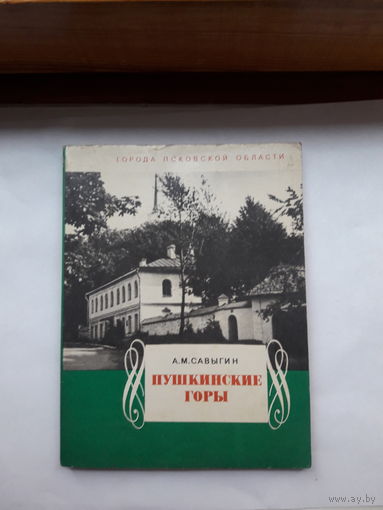 ГОРОДА ПСКОВСКОЙ ОБЛАСТИ
А.М.САВЫГИН
ПУШКИНСКИЕ
ГОРЫ
www.ay.by